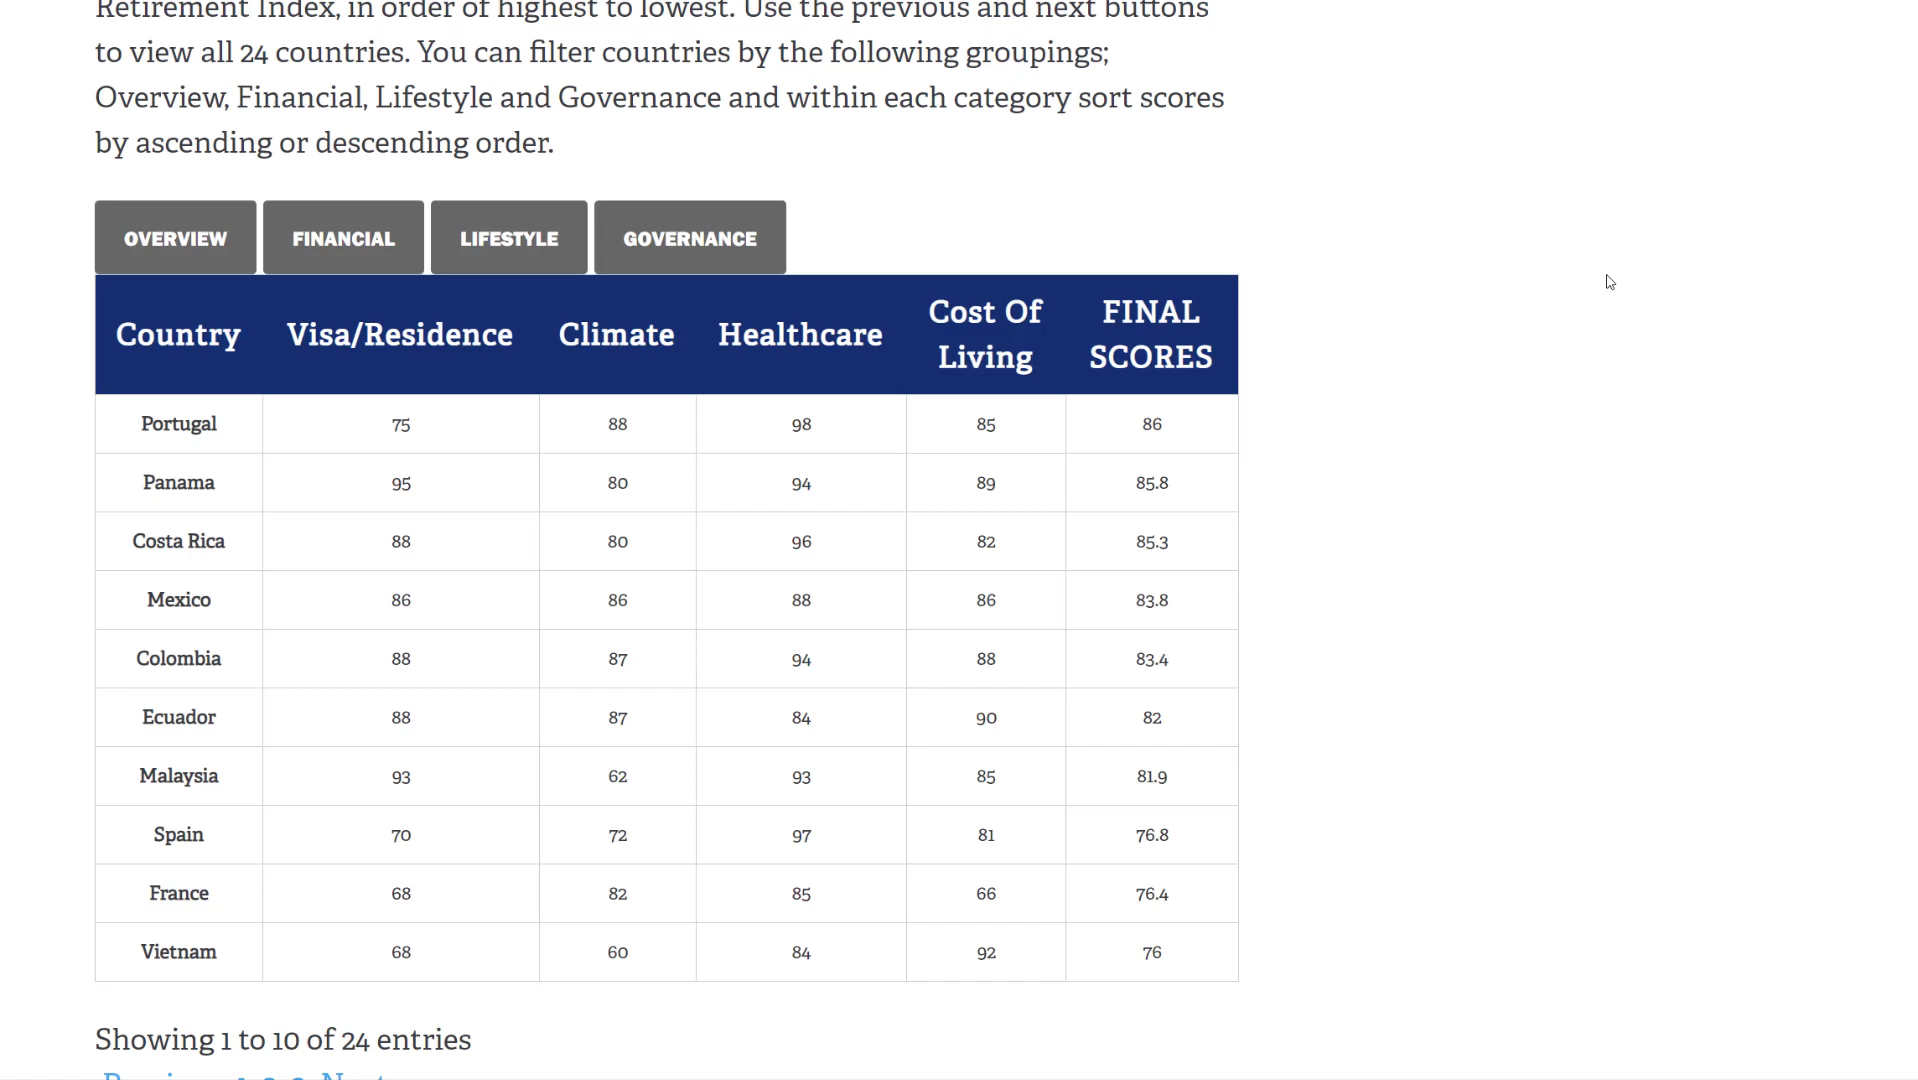 Retirement Index, in order of highest to lowest. Use the previous and next buttons
to view all 24 countries. You can filter countries by the following groupings;
Overview, Financial, Lifestyle and Governance and within each category sort scores
by ascending or descending order.
OVERVIEW FINANCIAL LIFESTYLE GOVERNANCE
Country Visa/Residence Climate Healthcare Cost Of Living FINAL SCORES
Portugal 75 88 98 85 86
Panama 95 80 94 89 85.8
Costa Rica 88 80 96 82 85.3
Mexico 86 86 88 86 83.8
Colombia 88 87 94 88 83.4
Ecuador 88 87 84 90 82
Malaysia 93 62 93 85 81.9
Spain 70 72 97 81 76.8
France 68 82 85 66 76.4
Vietnam 68 60 84 92 76
Showing 1 to 10 of 24 entries